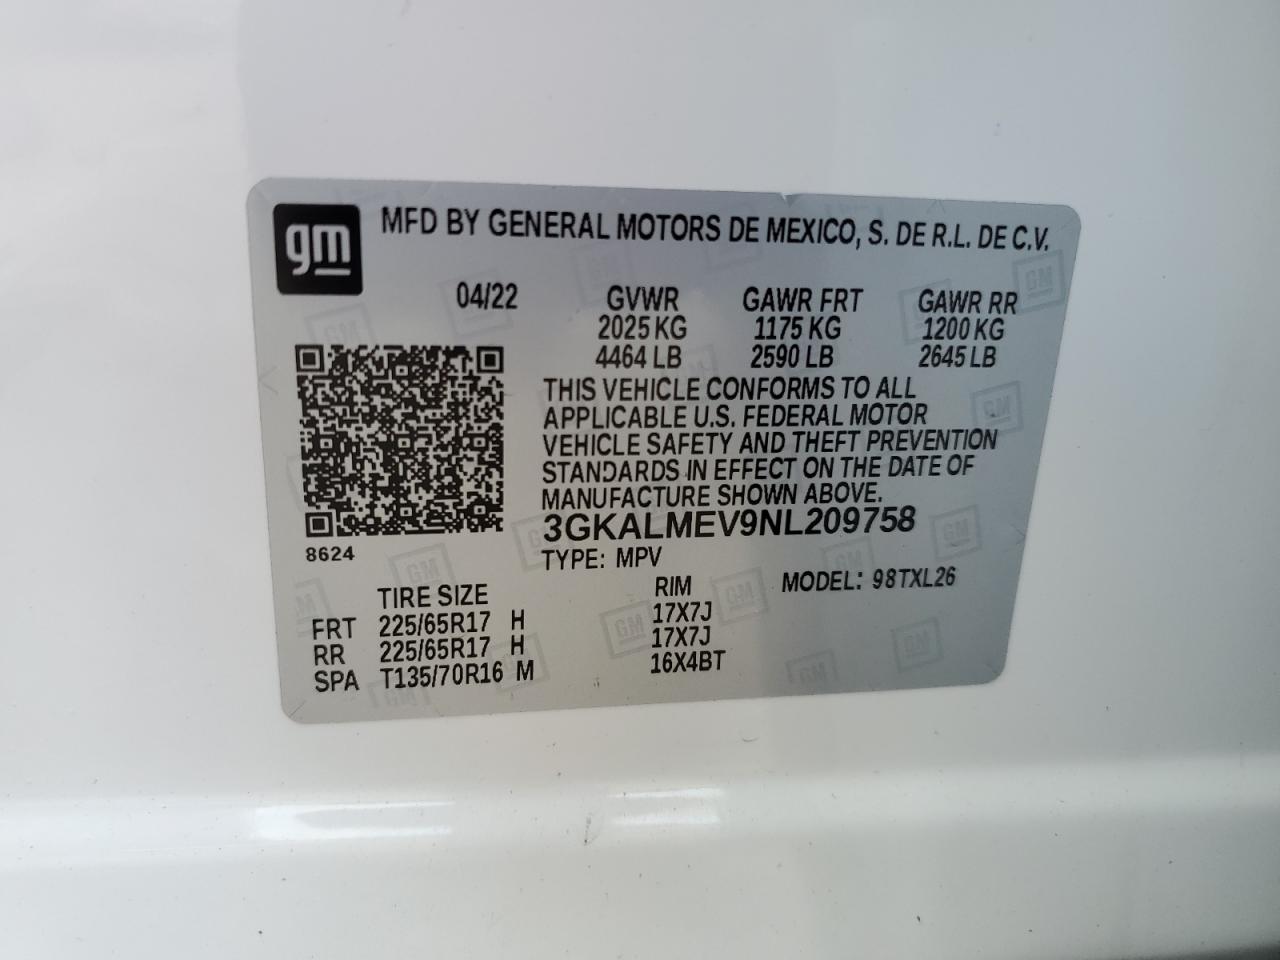 gm
MFD BY GENERAL MOTORS DE MEXICO, S. DE R.L. DE C.V.
04/22 GVWR GAWR FRT GAWR RR
2025 KG 1175 KG 1200 KG
4464 LB 2590 LB 2645 LB
THIS VEHICLE CONFORMS TO ALL
APPLICABLE U.S. FEDERAL MOTOR
VEHICLE SAFETY AND THEFT PREVENTION
STANDARDS IN EFFECT ON THE DATE OF
MANUFACTURE SHOWN ABOVE.
3GKALMEV9NL209758
8624
TYPE: MPV MODEL: 98TXL26
TIRE SIZE RIM
FRT 225/65R17 H 17X7J
RR 225/65R17 H 17X7J
SPA T135/70R16 M 16X4BT